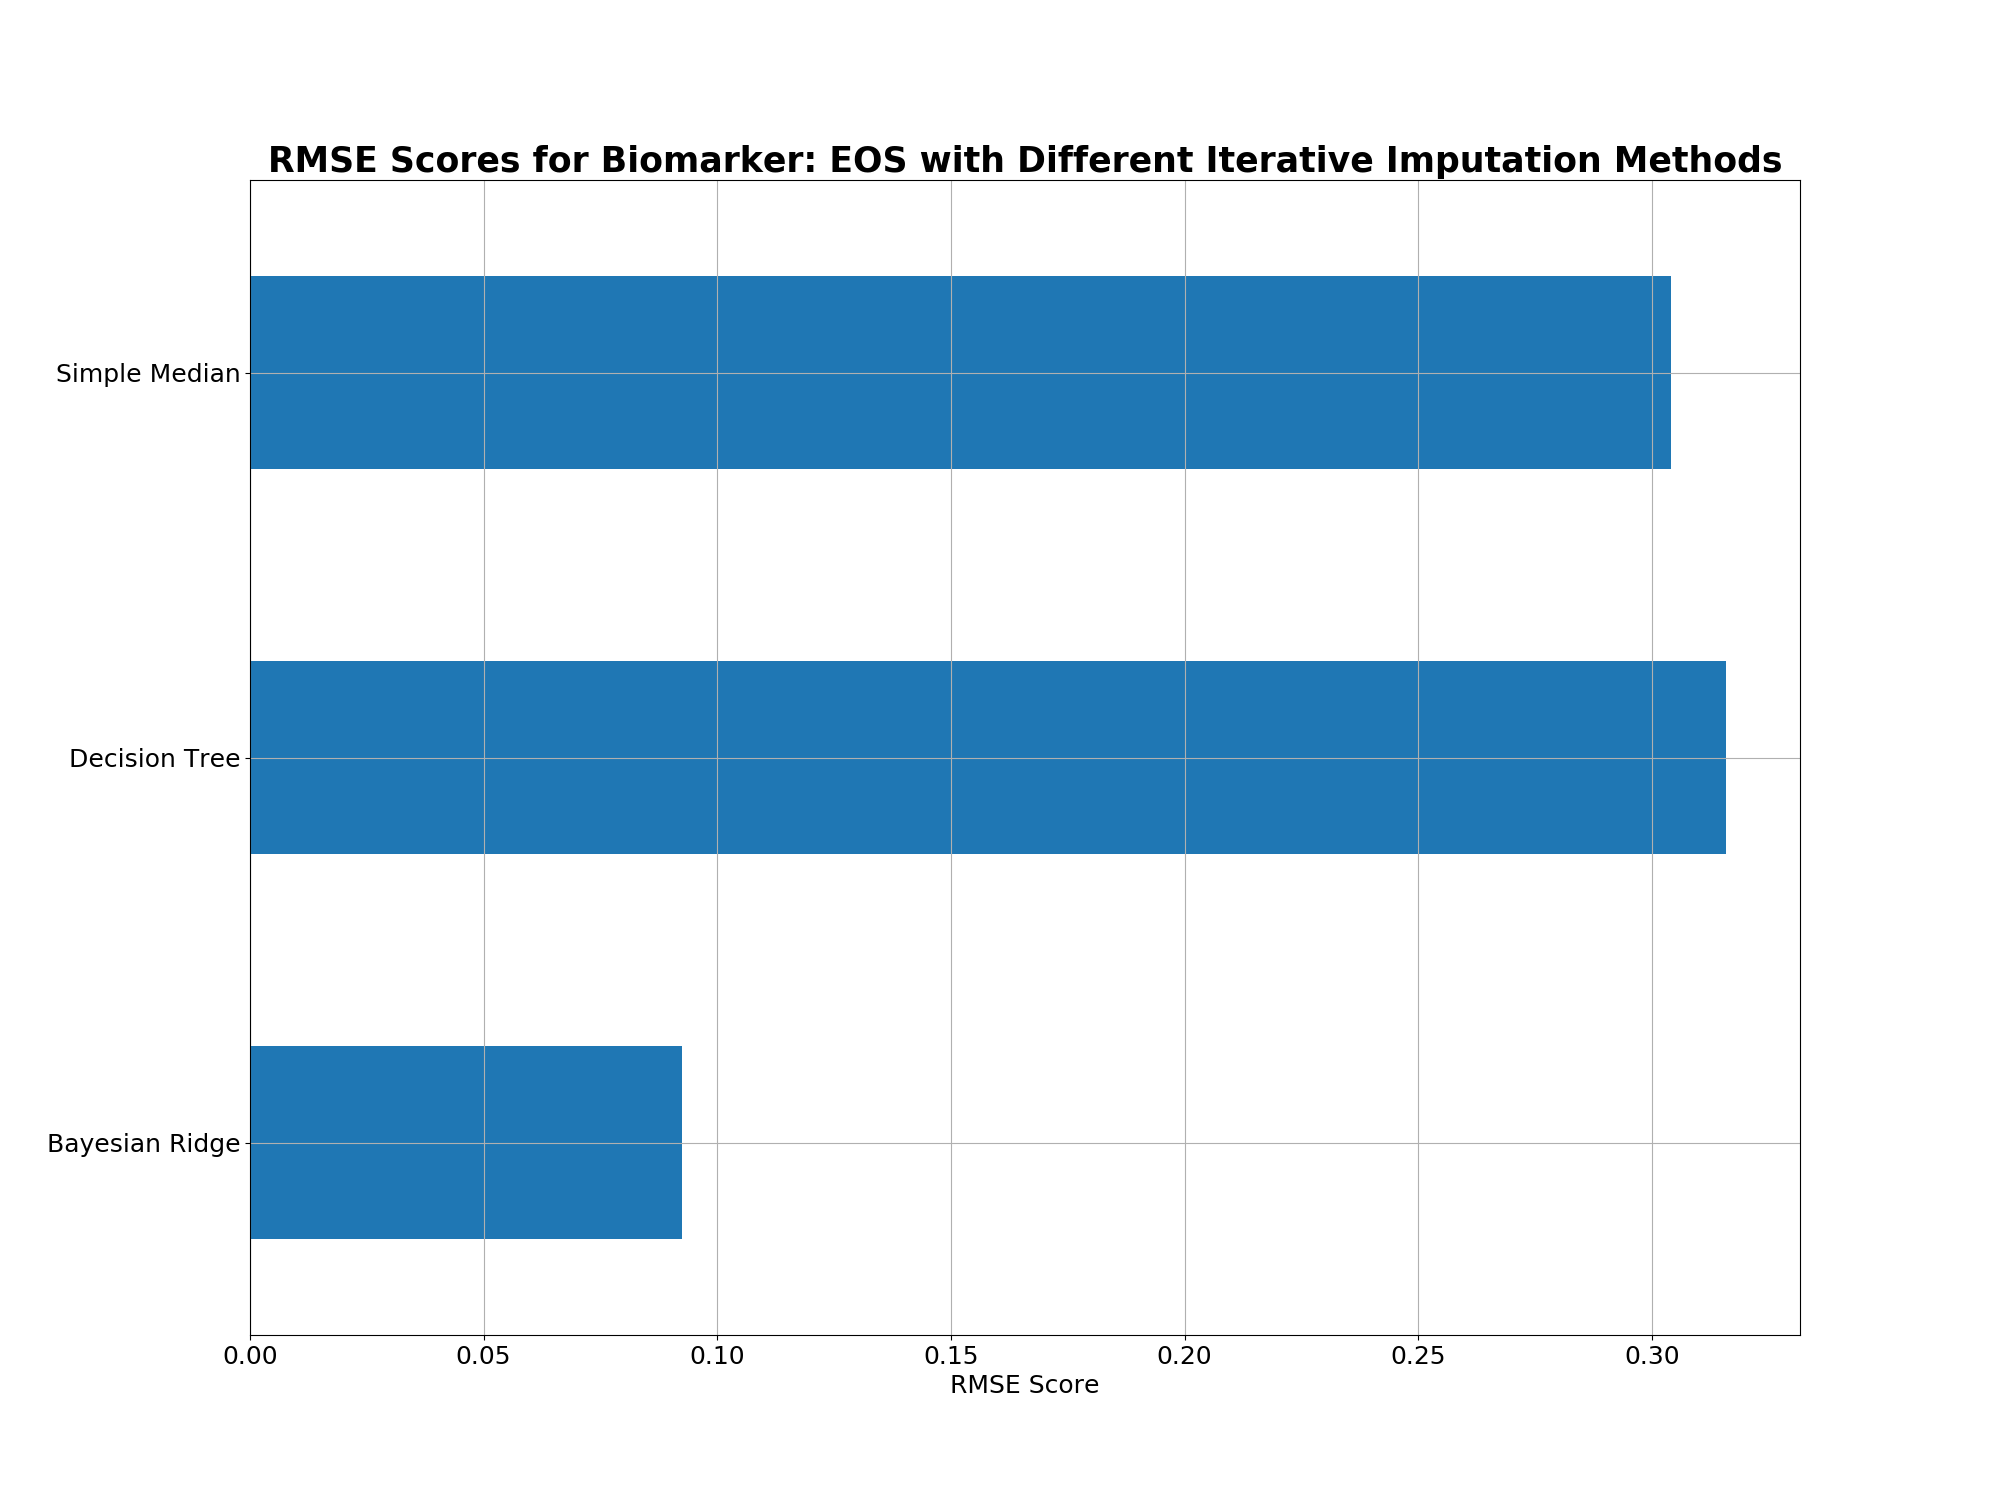 RMSE Scores for Biomarker: EOS with Different Iterative Imputation Methods
Simple Median
Decision Tree
Bayesian Ridge
0.00 0.05 0.10 0.15 0.20 0.25 0.30
RMSE Score